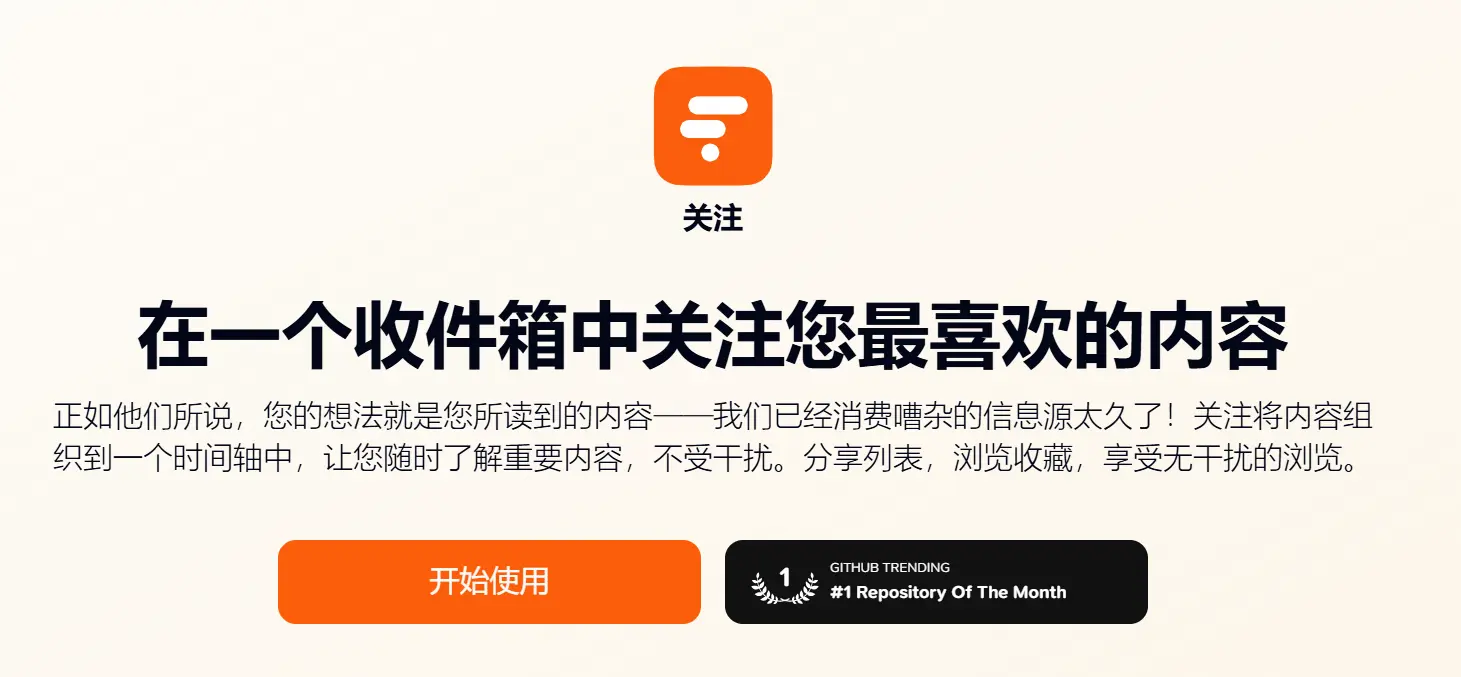 关注
在一个收件箱中关注您最喜欢的内容
正如他们所说，您的想法就是您所读到的内容——我们已经消费嘈杂的信息源太久了！关注将内容组
织到一个时间轴中，让您随时了解重要内容，不受干扰。分享列表，浏览收藏，享受无干扰的浏览。
开始使用
1
GITHUB TRENDING
#1 Repository Of The Month